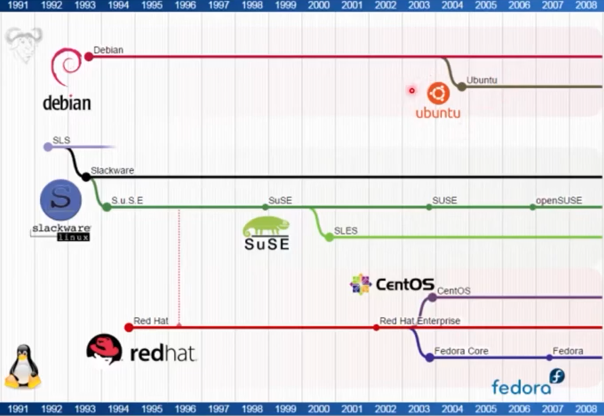 1991 1992 1993 1994 1995 1996 1997 1998 1999 2000 2001 2002 2003 2004 2005 2006 2007 2008
Debian
debian
Ubuntu
ubuntu
SLS
Slackware
S
slackware
linux
S.u.S.E
SuSE
SUSE
openSUSE
SuSE
SLES
CentOS
CentOS
Red Hat
Red Hat Enterprise
redhat.
Fedora Core
Fedora
fedora
1991 1992 1993 1994 1995 1996 1997 1998 1999 2000 2001 2002 2003 2004 2005 2006 2007 2008